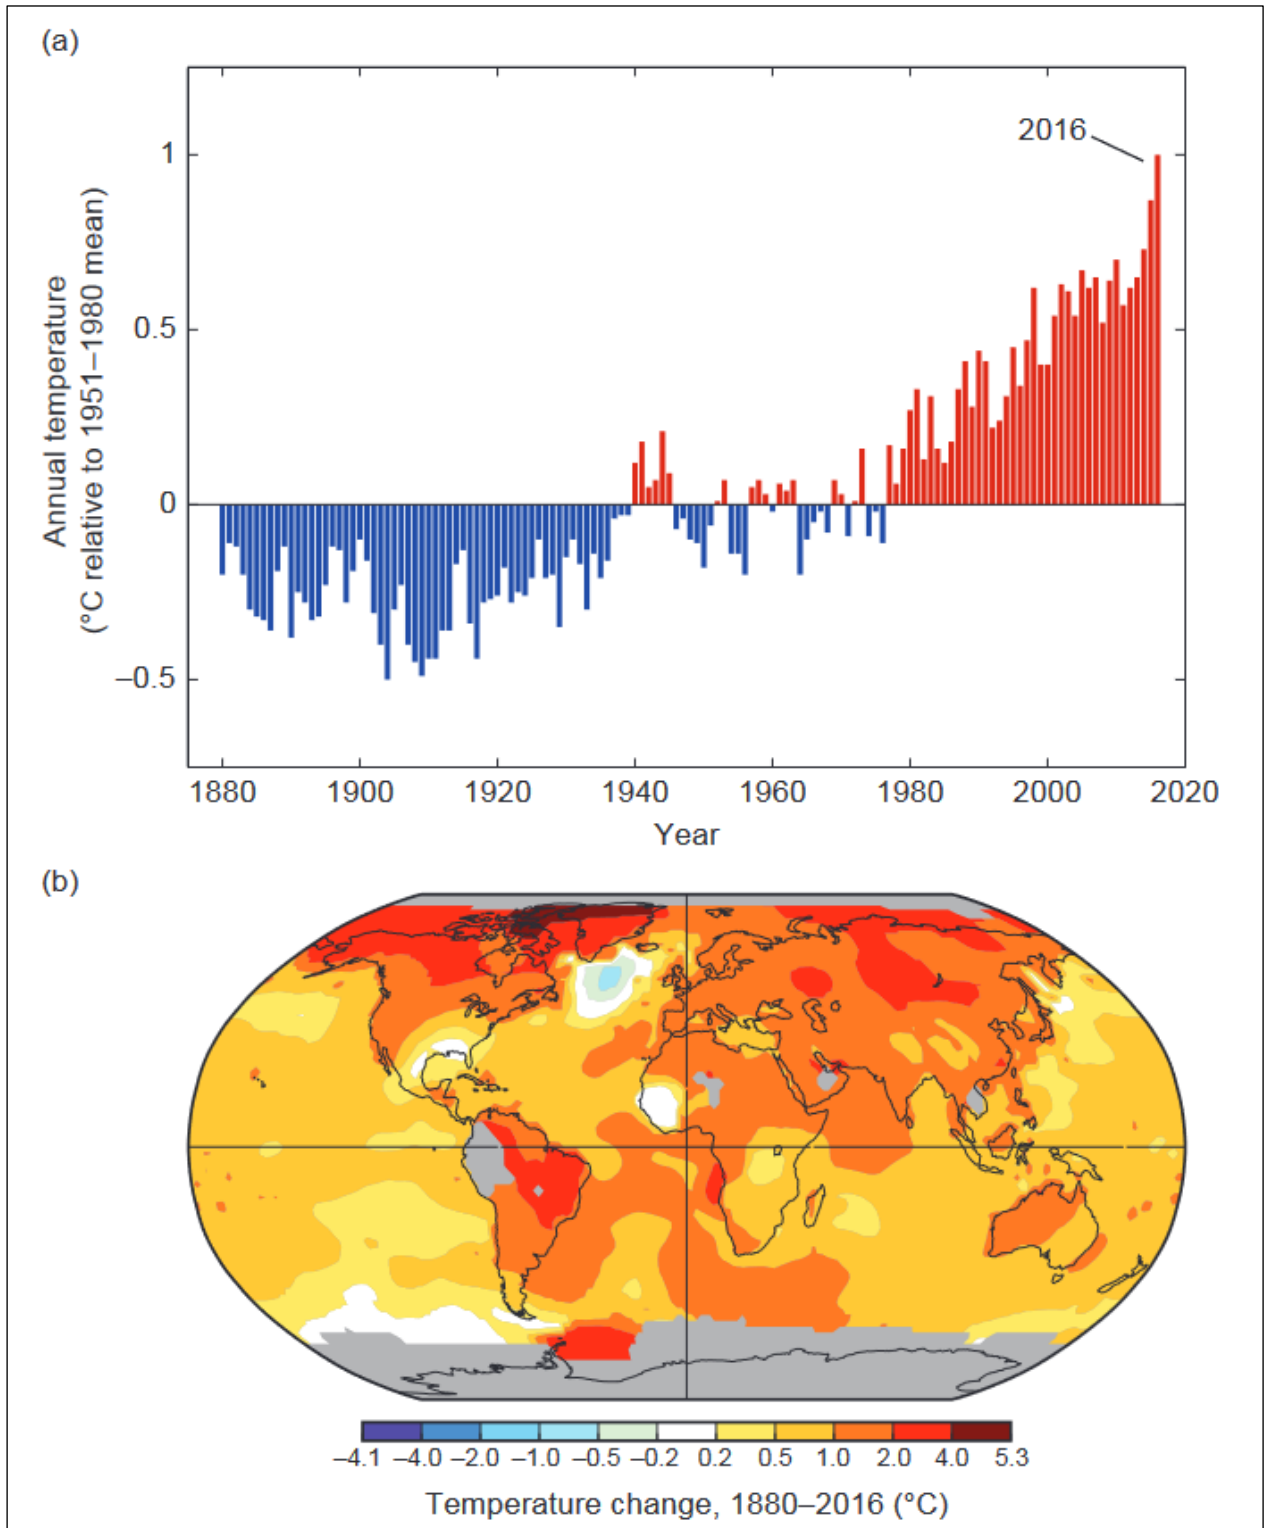 (a)
2016
1
0.5
0
–0.5
Annual temperature
(°C relative to 1951–1980 mean)
1880 1900 1920 1940 1960 1980 2000 2020
Year
(b)
–4.1 –4.0 –2.0 –1.0 –0.5 –0.2 0.2 0.5 1.0 2.0 4.0 5.3
Temperature change, 1880–2016 (°C)